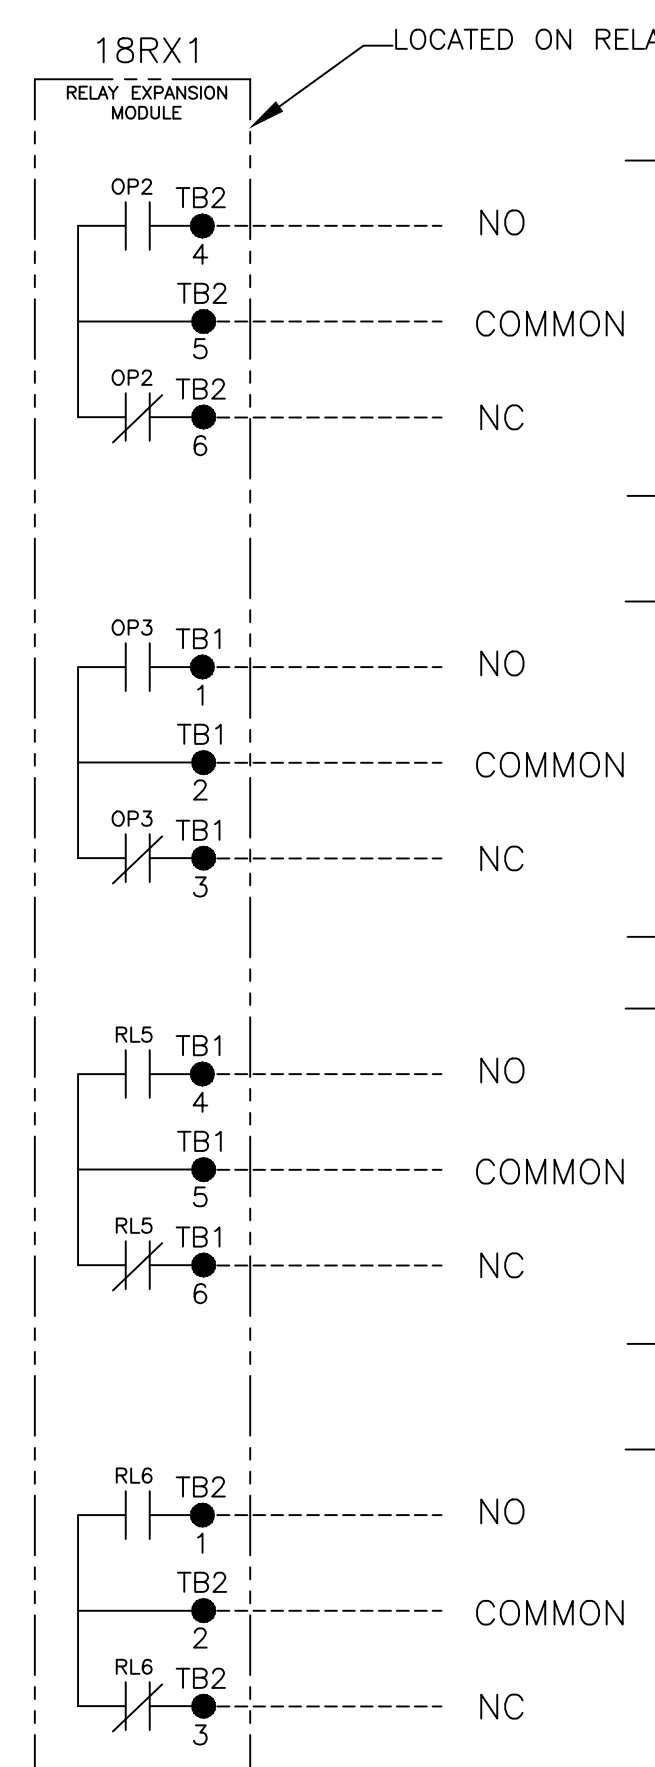 18RX1
LOCATED ON
RELAY EXPANSION
MODULE
OP2 TB2
4
NO
TB2
5
COMMON
OP2 TB2
6
NC
OP3 TB1
1
NO
TB1
2
COMMON
OP3 TB1
3
NC
RL5 TB1
4
NO
TB1
5
COMMON
RL5 TB1
6
NC
RL6 TB2
1
NO
TB2
2
COMMON
RL6 TB2
3
NC